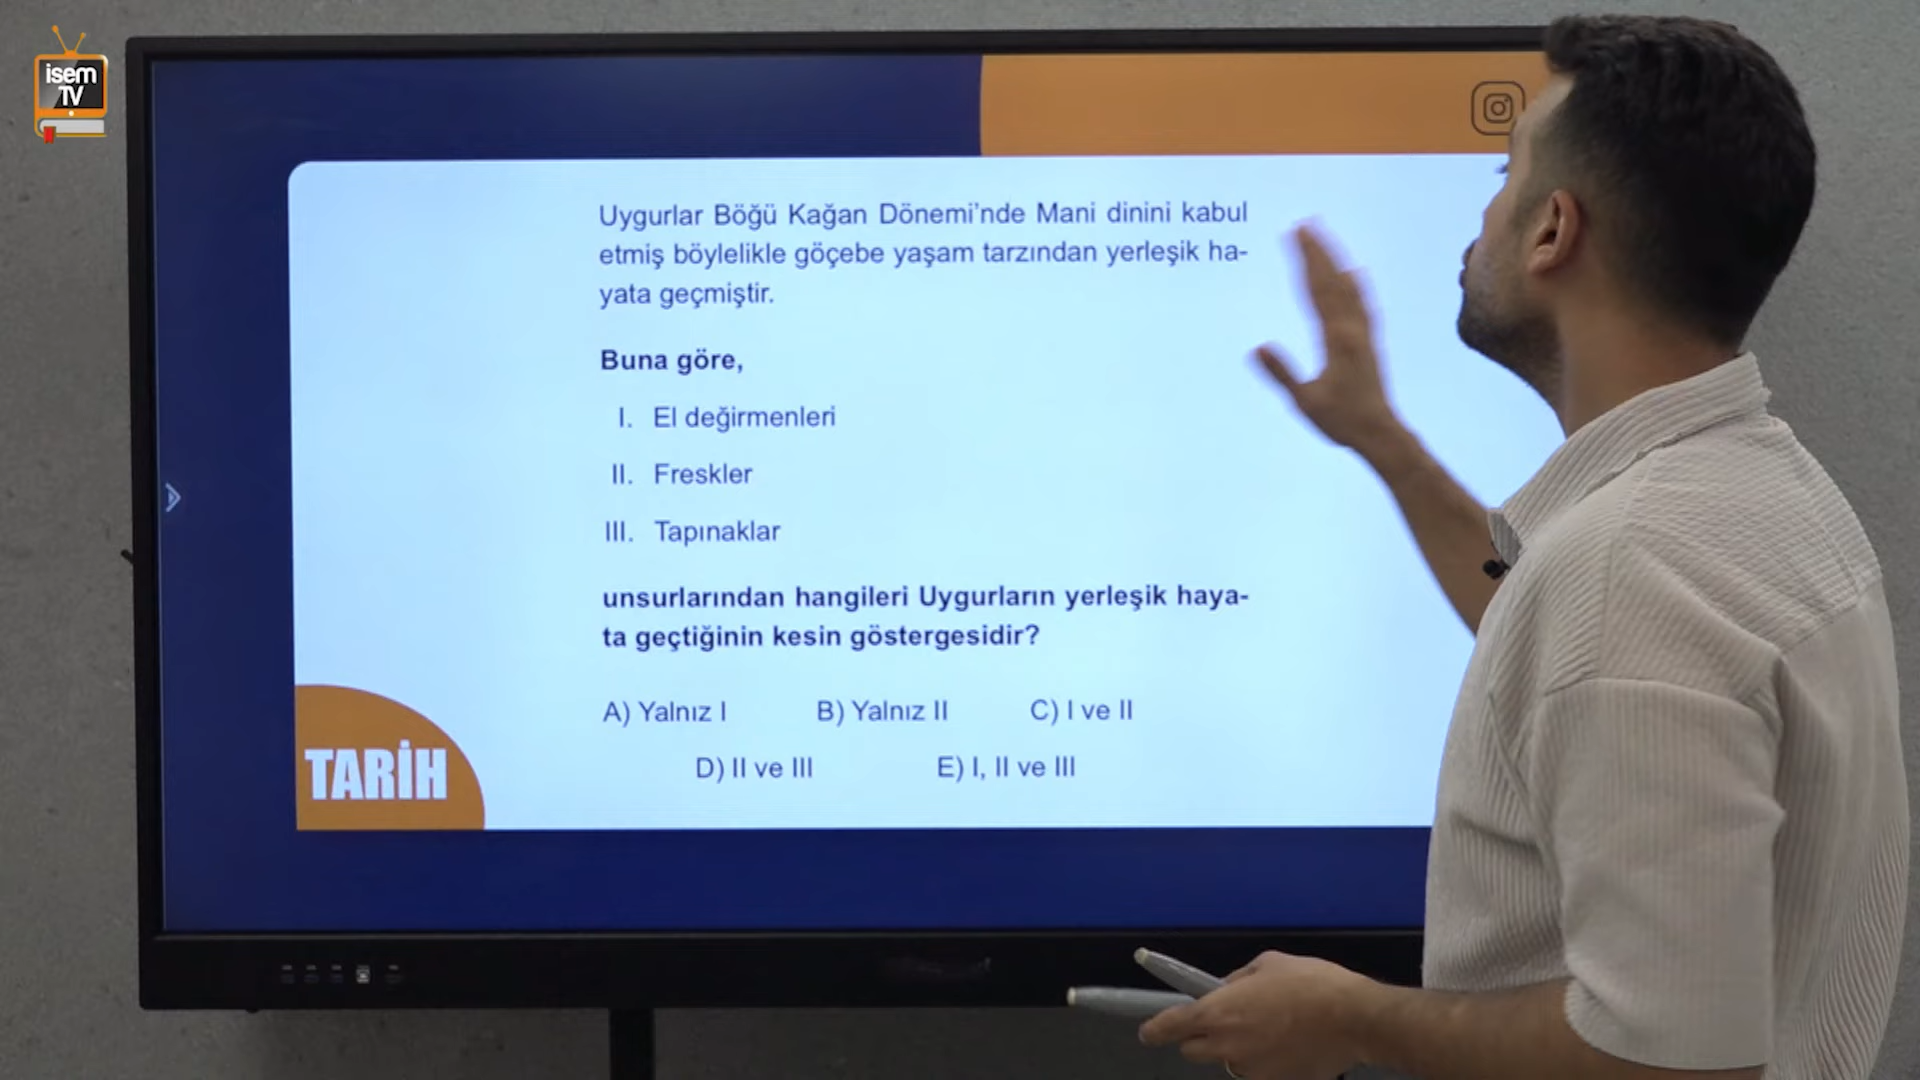 isem
TV
Uygurlar Böğü Kağan Dönemi'nde Mani dinini kabul
etmiş böylelikle göçebe yaşam tarzından yerleşik ha-
yata geçmiştir.
Buna göre,
I. El değirmenleri
II. Freskler
III. Tapınaklar
unsurlarından hangileri Uygurların yerleşik haya-
ta geçtiğinin kesin göstergesidir?
A) Yalnız I B) Yalnız II C) I ve II
D) II ve III E) I, II ve III
TARİH